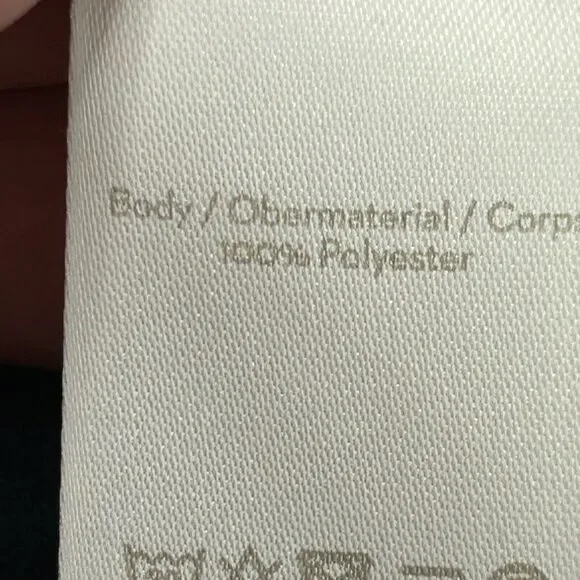 Body / Obermaterial / Corps
100% Polyester